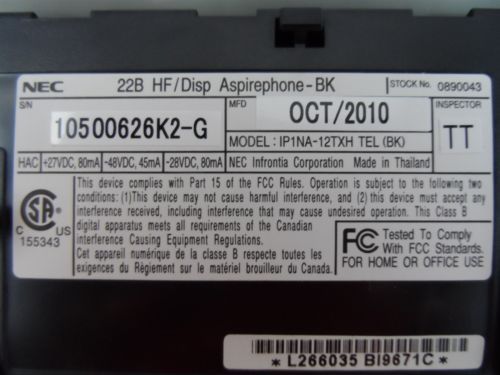 NEC 22B HF/Disp Aspirephone-BK STOCK No. 0890043
S/N 10500626K2-G
MFD OCT/2010
INSPECTOR TT
MODEL: IP1NA-12TXH TEL (BK)
HAC +27VDC, 80mA -48VDC, 45mA -28VDC, 80mA NEC Infrontia Corporation Made in Thailand
This device complies with Part 15 of the FCC Rules. Operation is subject to the following two
conditions: (1)This device may not cause harmful interference, and (2) this device must accept any
interference received, including interference that may cause undesired operation. This Class B
digital apparatus meets all requirements of the Canadian
Interference Causing Equipment Regulations.
Cet appareil numérique de la classe B respecte toutes les
exigences du Règlement sur le matériel brouilleur du Canada.
C SA US
155343
FC Tested To Comply
With FCC Standards.
FOR HOME OR OFFICE USE
*L266035 BI9671C*